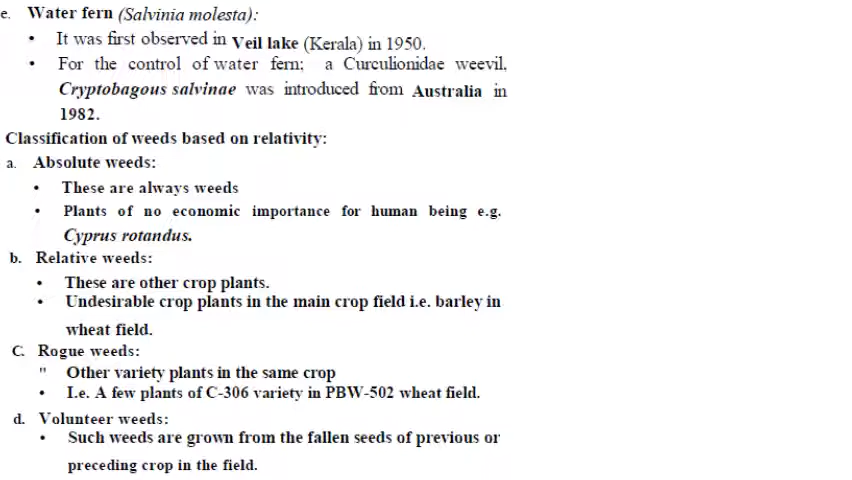 e. Water fern (Salvinia molesta):
• It was first observed in Veil lake (Kerala) in 1950.
• For the control of water fern; a Curculionidae weevil,
Cryptobagous salvinae was introduced from Australia in
1982.
Classification of weeds based on relativity:
a. Absolute weeds:
• These are always weeds
• Plants of no economic importance for human being e.g.
Cyprus rotandus.
b. Relative weeds:
• These are other crop plants.
• Undesirable crop plants in the main crop field i.e. barley in
wheat field.
C. Rogue weeds:
" Other variety plants in the same crop
• I.e. A few plants of C-306 variety in PBW-502 wheat field.
d. Volunteer weeds:
• Such weeds are grown from the fallen seeds of previous or
preceding crop in the field.